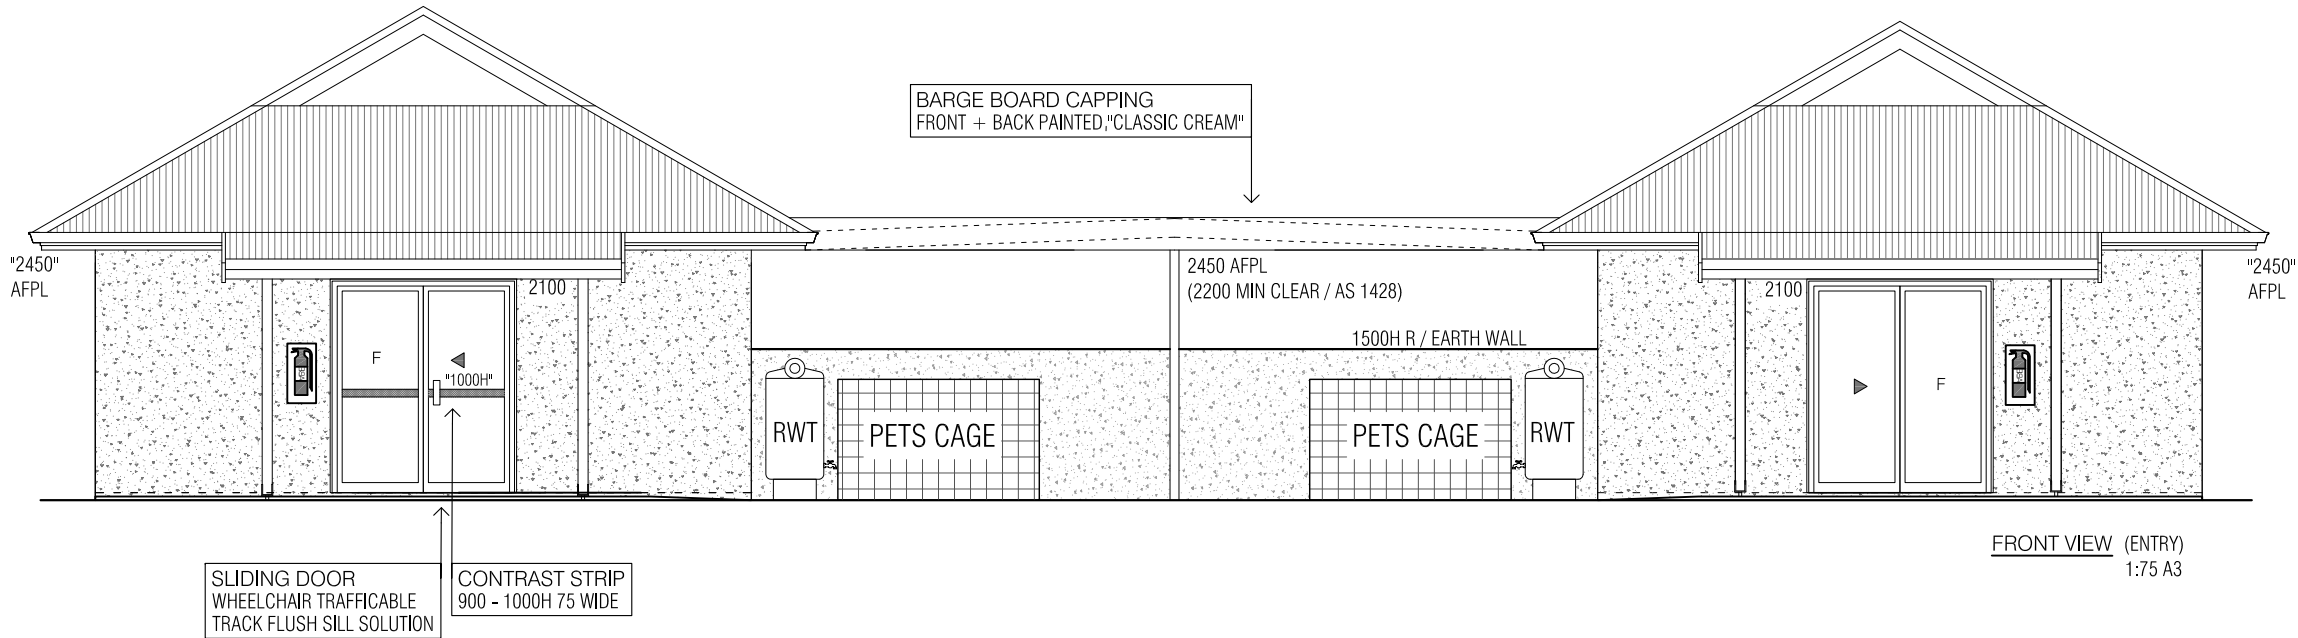 BARGE BOARD CAPPING
FRONT + BACK PAINTED,"CLASSIC CREAM"
"2450"
AFPL
2100
2450 AFPL
(2200 MIN CLEAR / AS 1428)
1500H R / EARTH WALL
2100
"2450"
AFPL
F
"1000H"
F
RWT
PETS CAGE
PETS CAGE
RWT
FRONT VIEW (ENTRY)
1:75 A3
SLIDING DOOR
WHEELCHAIR TRAFFICABLE
TRACK FLUSH SILL SOLUTION
CONTRAST STRIP
900 - 1000H 75 WIDE